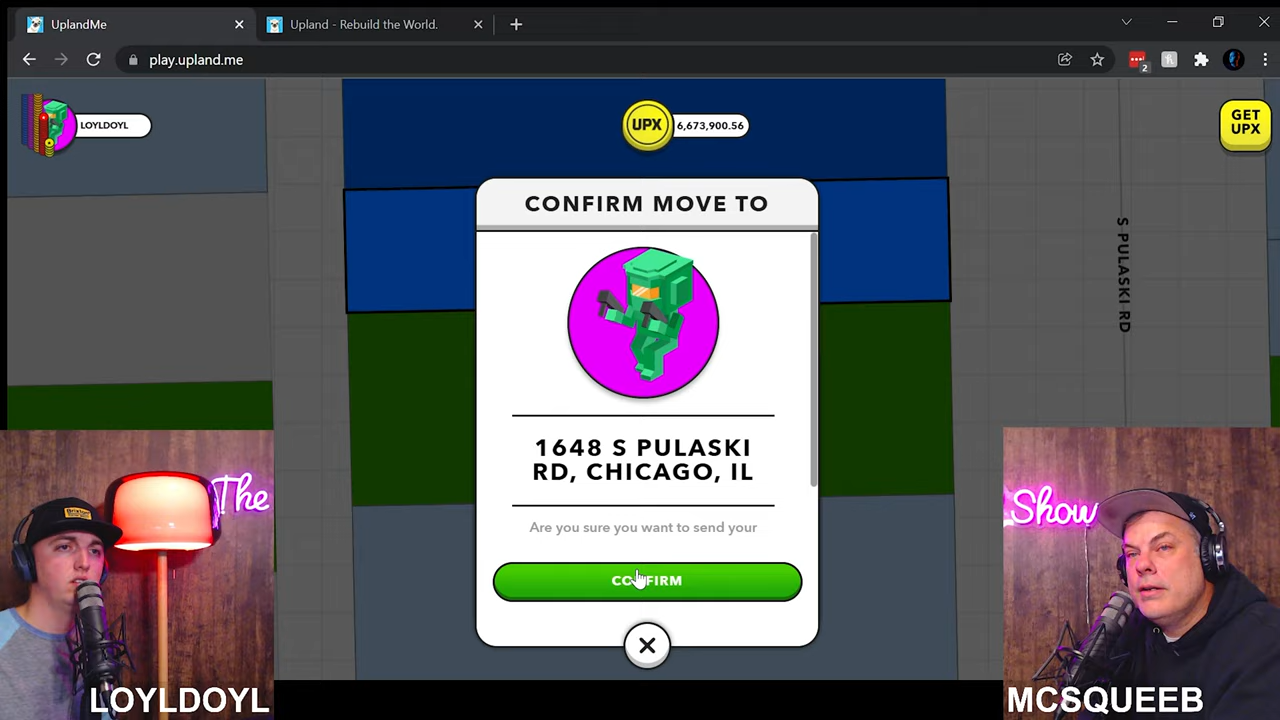 UplandMe
Upland - Rebuild the World.
play.upland.me
2
LOYLDOYL
UPX
6,673,900.56
GET
UPX
CONFIRM MOVE TO
S PULASKI RD
1648 S PULASKI
RD, CHICAGO, IL
Are you sure you want to send your
CONFIRM
The
Show
LOYLDOYL
MCSQUEEB